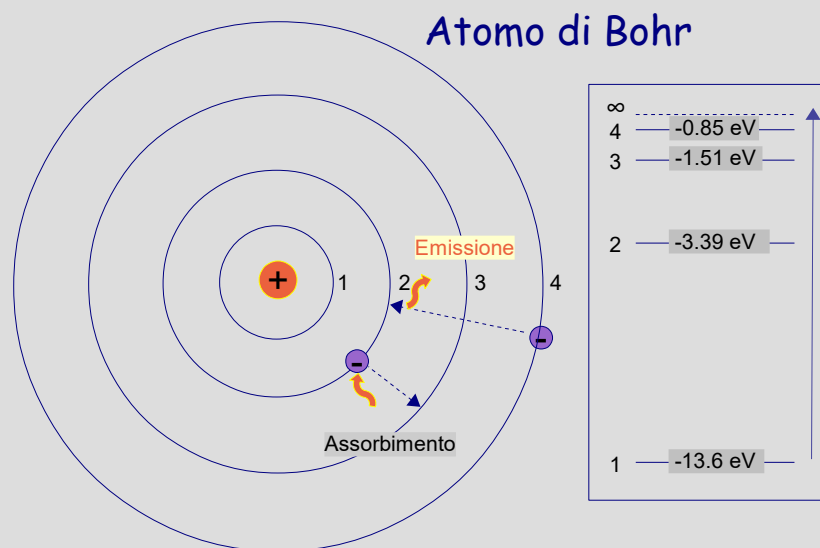 Atomo di Bohr
∞
4 -0.85 eV
3 -1.51 eV
2 -3.39 eV
1 -13.6 eV
Emissione
+ 1 2 3 4
-
-
Assorbimento